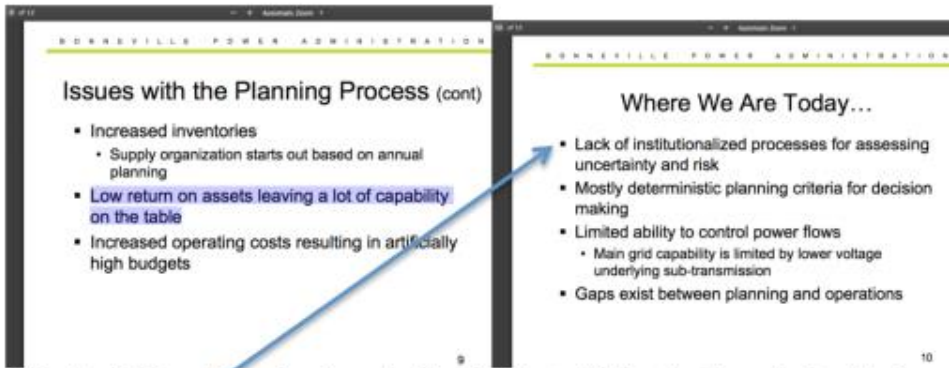 BONNEVILLE POWER ADMINISTRATION
Issues with the Planning Process (cont)
▪ Increased inventories
• Supply organization starts out based on annual
planning
▪ Low return on assets leaving a lot of capability
on the table
▪ Increased operating costs resulting in artificially
high budgets
9
BONNEVILLE POWER ADMINISTRATION
Where We Are Today…
▪ Lack of institutionalized processes for assessing
uncertainty and risk
▪ Mostly deterministic planning criteria for decision
making
▪ Limited ability to control power flows
• Main grid capability is limited by lower voltage
underlying sub-transmission
▪ Gaps exist between planning and operations
10